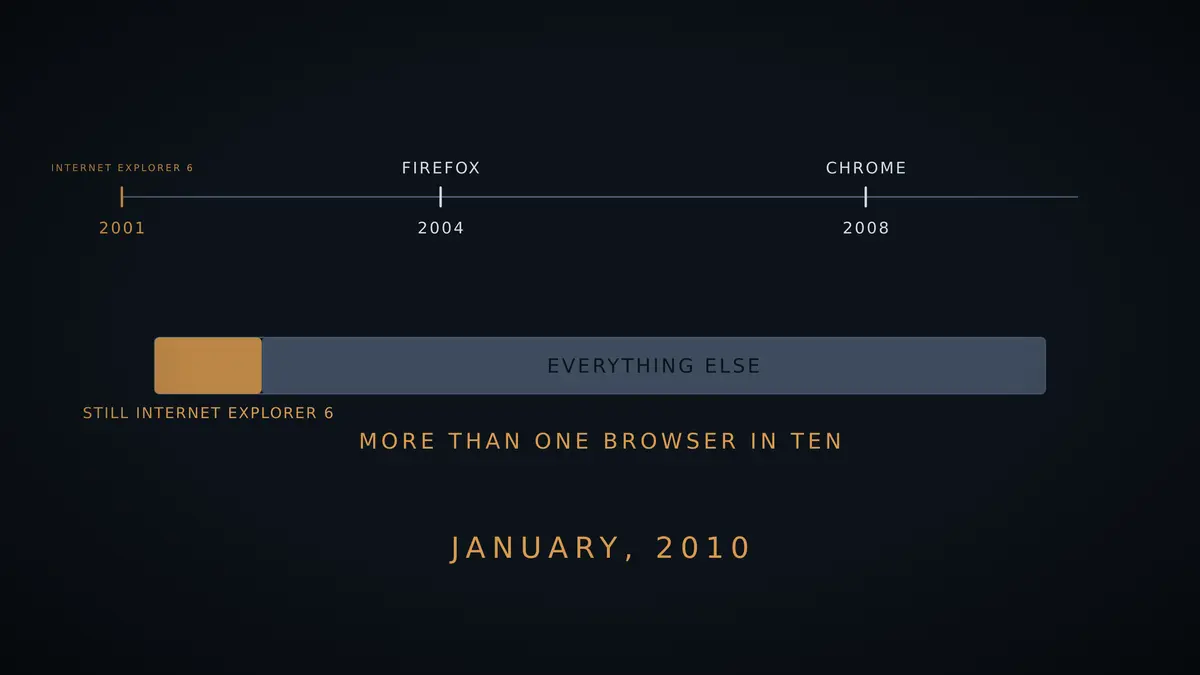 INTERNET EXPLORER 6
FIREFOX
CHROME
2001
2004
2008
EVERYTHING ELSE
STILL INTERNET EXPLORER 6
MORE THAN ONE BROWSER IN TEN
JANUARY, 2010